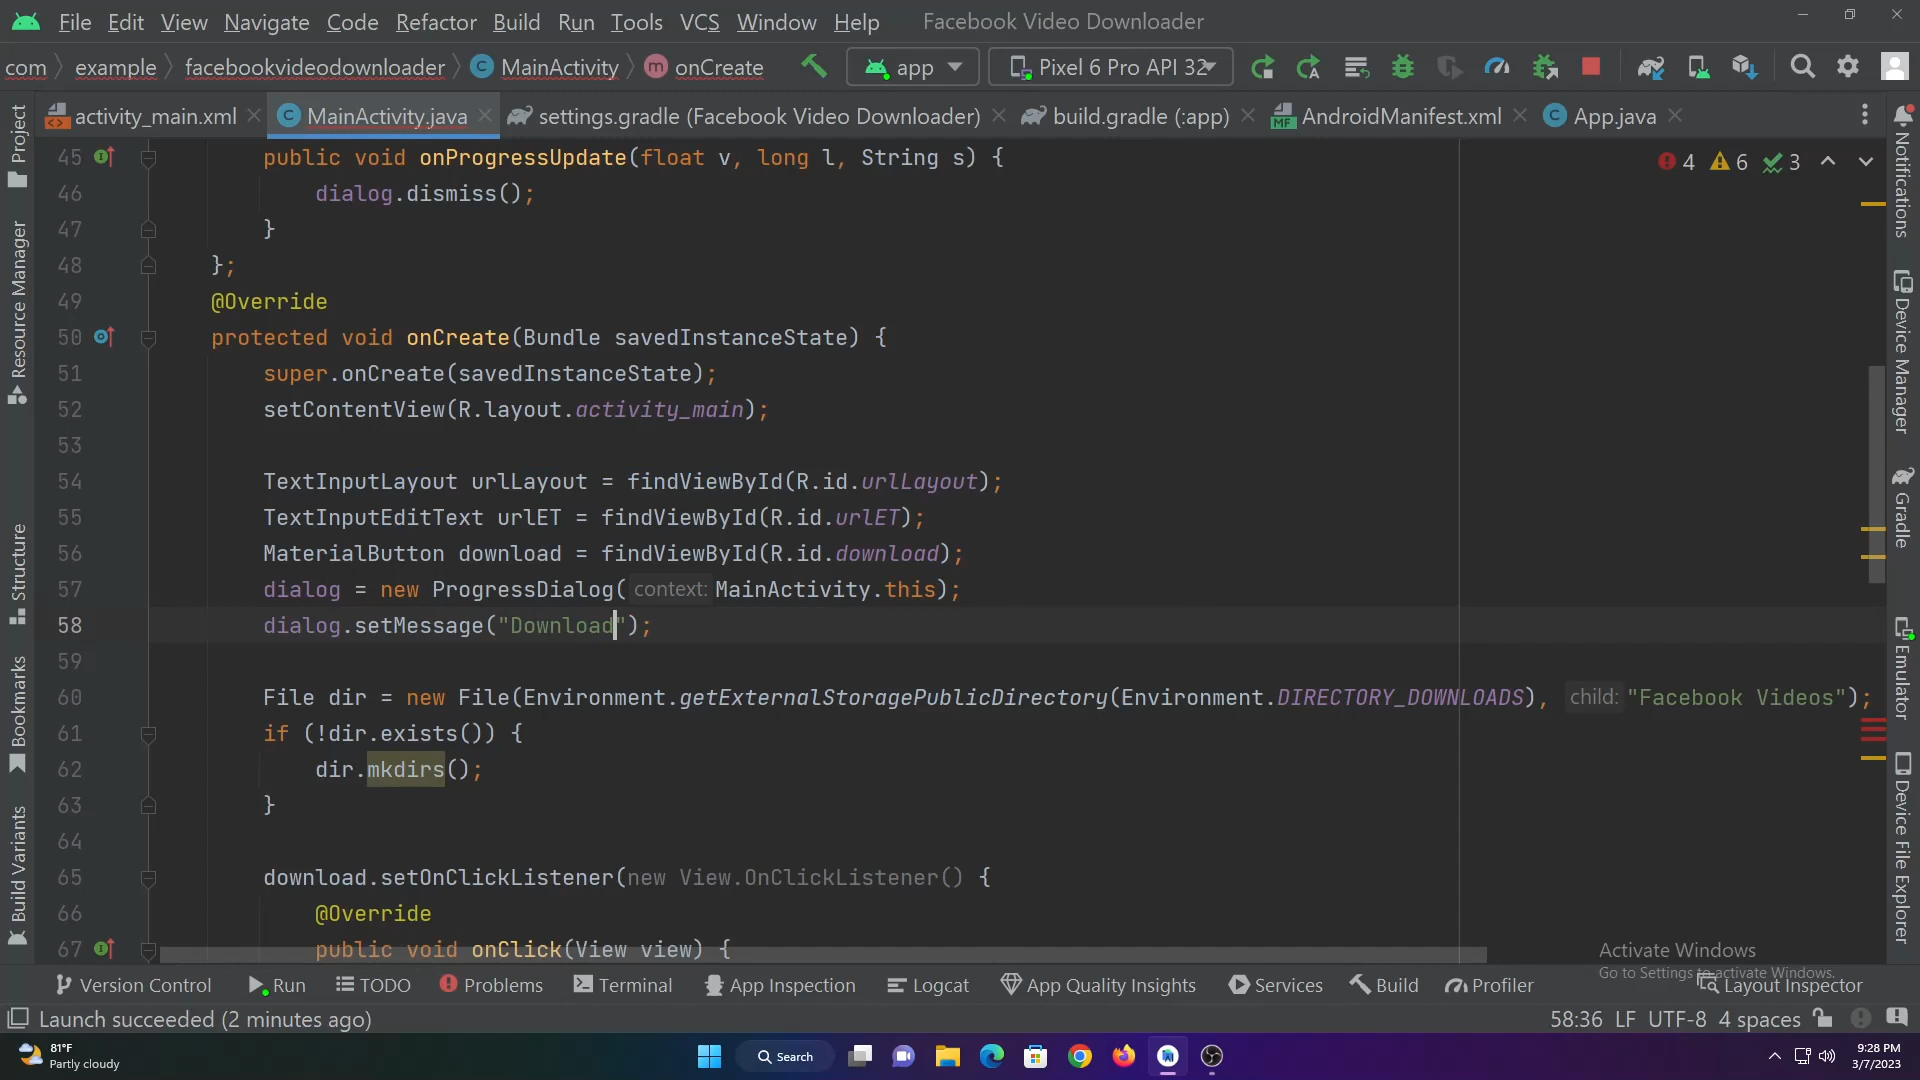 File Edit View Navigate Code Refactor Build Run Tools VCS Window Help Facebook Video Downloader
com example facebookvideodownloader C MainActivity m onCreate app Pixel 6 Pro API 32
activity_main.xml C MainActivity.java settings.gradle (Facebook Video Downloader) build.gradle (:app) MF AndroidManifest.xml C App.java
Project
Resource Manager
Structure
Bookmarks
Build Variants
45 public void onProgressUpdate(float v, long l, String s) {
4 6 3
46 dialog.dismiss();
47 }
48 };
49 @Override
50 protected void onCreate(Bundle savedInstanceState) {
51 super.onCreate(savedInstanceState);
52 setContentView(R.layout.activity_main);
53
54 TextInputLayout urlLayout = findViewById(R.id.urlLayout);
55 TextInputEditText urlET = findViewById(R.id.urlET);
56 MaterialButton download = findViewById(R.id.download);
57 dialog = new ProgressDialog( context: MainActivity.this);
58 dialog.setMessage("Download");
59
60 File dir = new File(Environment.getExternalStoragePublicDirectory(Environment.DIRECTORY_DOWNLOADS), child: "Facebook Videos");
61 if (!dir.exists()) {
62 dir.mkdirs();
63 }
64
65 download.setOnClickListener(new View.OnClickListener() {
66 @Override
67 public void onClick(View view) {
Notifications
Device Manager
Gradle
Emulator
Device File Explorer
Activate Windows
Go to Settings to activate Windows.
Version Control Run TODO Problems Terminal App Inspection Logcat App Quality Insights Services Build Profiler Layout Inspector
Launch succeeded (2 minutes ago) 58:36 LF UTF-8 4 spaces
81°F
Partly cloudy
Search
9:28 PM
3/7/2023